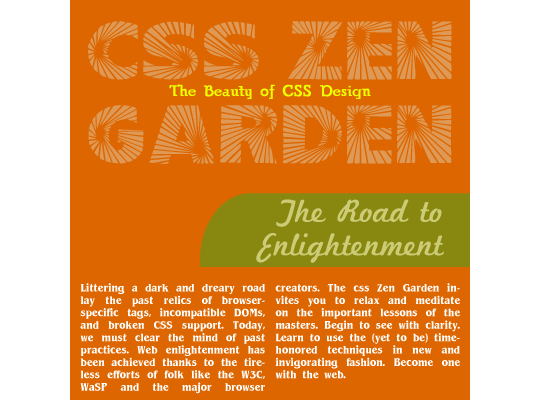 CSS ZEN
The Beauty of CSS Design
GARDEN
The Road to
Enlightenment
Littering a dark and dreary road
lay the past relics of browser-
specific tags, incompatible DOMs,
and broken CSS support. Today,
we must clear the mind of past
practices. Web enlightenment has
been achieved thanks to the tire-
less efforts of folk like the W3C,
WaSP and the major browser
creators. The css Zen Garden in-
vites you to relax and meditate
on the important lessons of the
masters. Begin to see with clarity.
Learn to use the (yet to be) time-
honored techniques in new and
invigorating fashion. Become one
with the web.